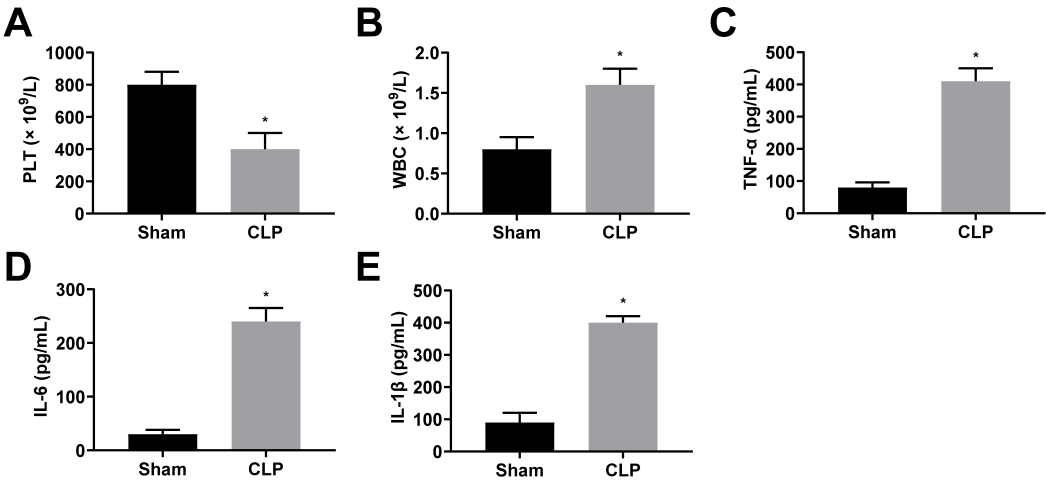 A
PLT (× 10⁹/L)
1000
800
600
400
200
0
*
Sham CLP
B
WBC (× 10⁹/L)
2.0
1.5
1.0
0.5
0.0
*
Sham CLP
C
TNF-α (pg/mL)
500
400
300
200
100
0
*
Sham CLP
D
IL-6 (pg/mL)
300
200
100
0
*
Sham CLP
E
IL-1β (pg/mL)
500
400
300
200
100
0
*
Sham CLP